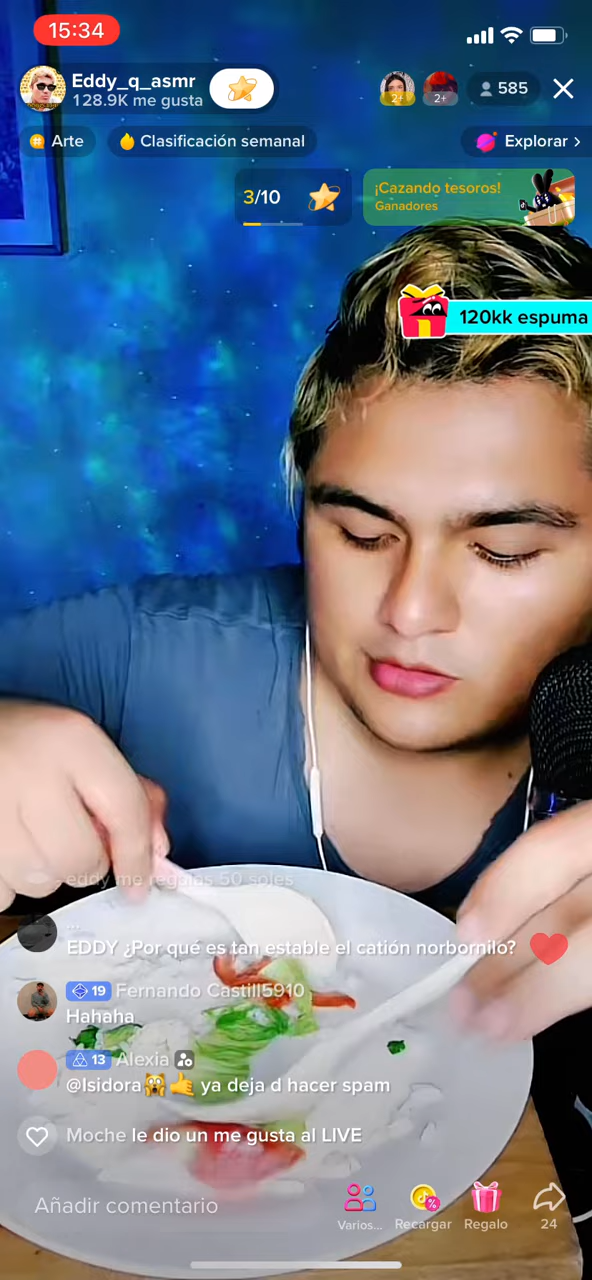 15:34
Eddy_q_asmr
128.9K me gusta
2+
2+
585
Arte
Clasificación semanal
Explorar >
3/10
¡Cazando tesoros!
Ganadores
120kk espuma
eddy me regalas 50 soles
...
EDDY ¿Por qué es tan estable el catión norbornilo?
19 Fernando Castill5910
Hahaha
13 Alexia
@Isidora🙀🤙 ya deja d hacer spam
Moche le dio un me gusta al LIVE
Añadir comentario
Varios...
Recargar
Regalo
24